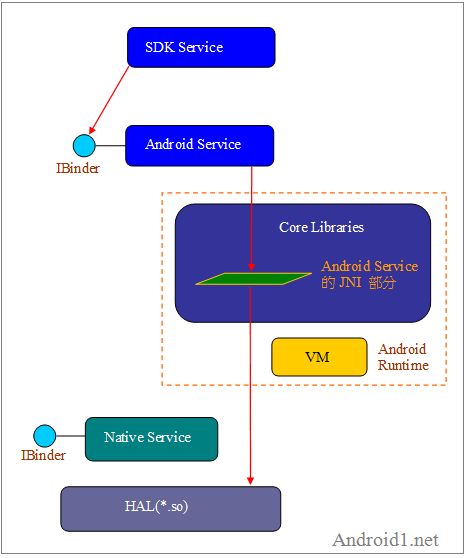 SDK Service
Android Service
IBinder
Core Libraries
Android Service
的 JNI 部分
VM
Android
Runtime
Native Service
IBinder
HAL(*.so)
Android1.net